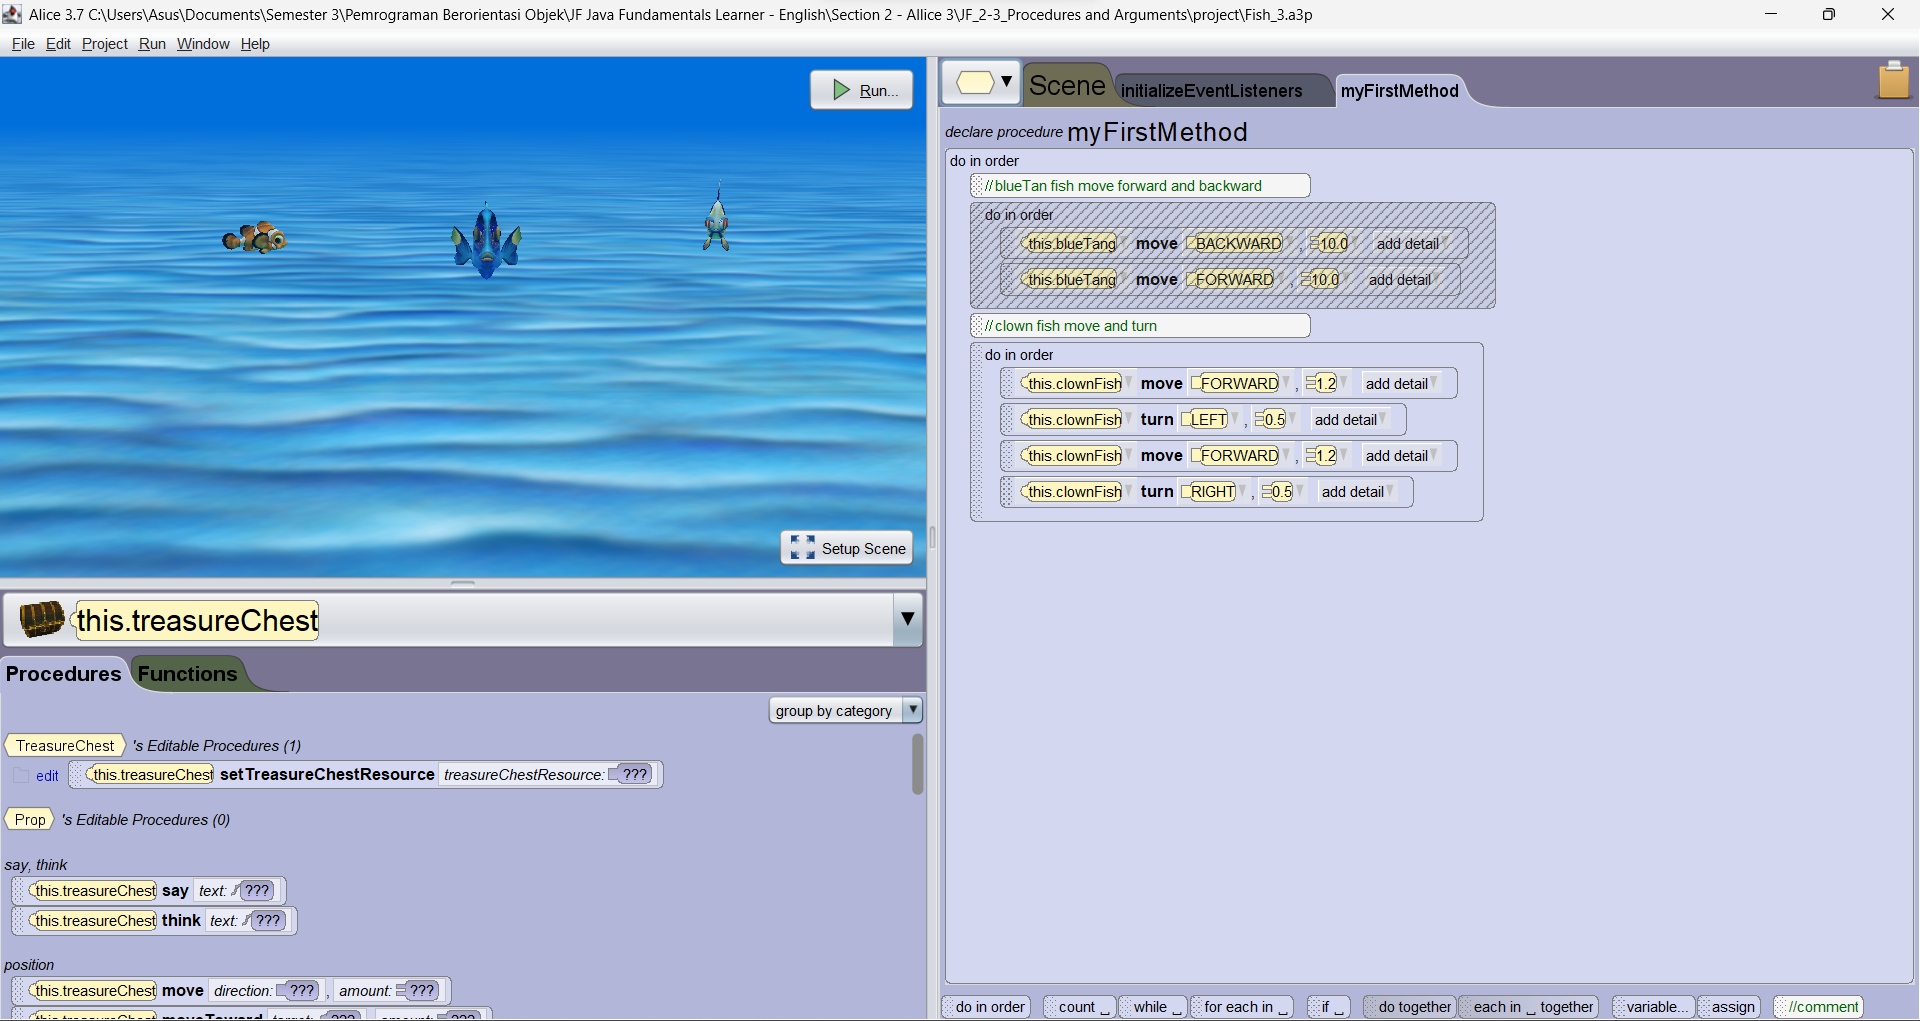 Alice 3.7 C:\Users\Asus\Documents\Semester 3\Pemrograman Berorientasi Objek\JF Java Fundamentals Learner - English\Section 2 - Allice 3\JF_2-3_Procedures and Arguments\project\Fish_3.a3p
File Edit Project Run Window Help
Run...
Setup Scene
this.treasureChest
Procedures Functions
group by category
TreasureChest 's Editable Procedures (1)
edit this.treasureChest setTreasureChestResource treasureChestResource: ???
Prop 's Editable Procedures (0)
say, think
this.treasureChest say text: ???
this.treasureChest think text: ???
position
this.treasureChest move direction: ??? , amount: ???
this.treasureChest moveToward target: ??? amount: ???
Scene initializeEventListeners myFirstMethod
declare procedure myFirstMethod
do in order
//blueTan fish move forward and backward
do in order
this.blueTang move BACKWARD , 10.0 add detail
this.blueTang move FORWARD , 10.0 add detail
//clown fish move and turn
do in order
this.clownFish move FORWARD , 1.2 add detail
this.clownFish turn LEFT , 0.5 add detail
this.clownFish move FORWARD , 1.2 add detail
this.clownFish turn RIGHT , 0.5 add detail
do in order count _ while _ for each in _ if _ do together each in _ together variable... assign //comment